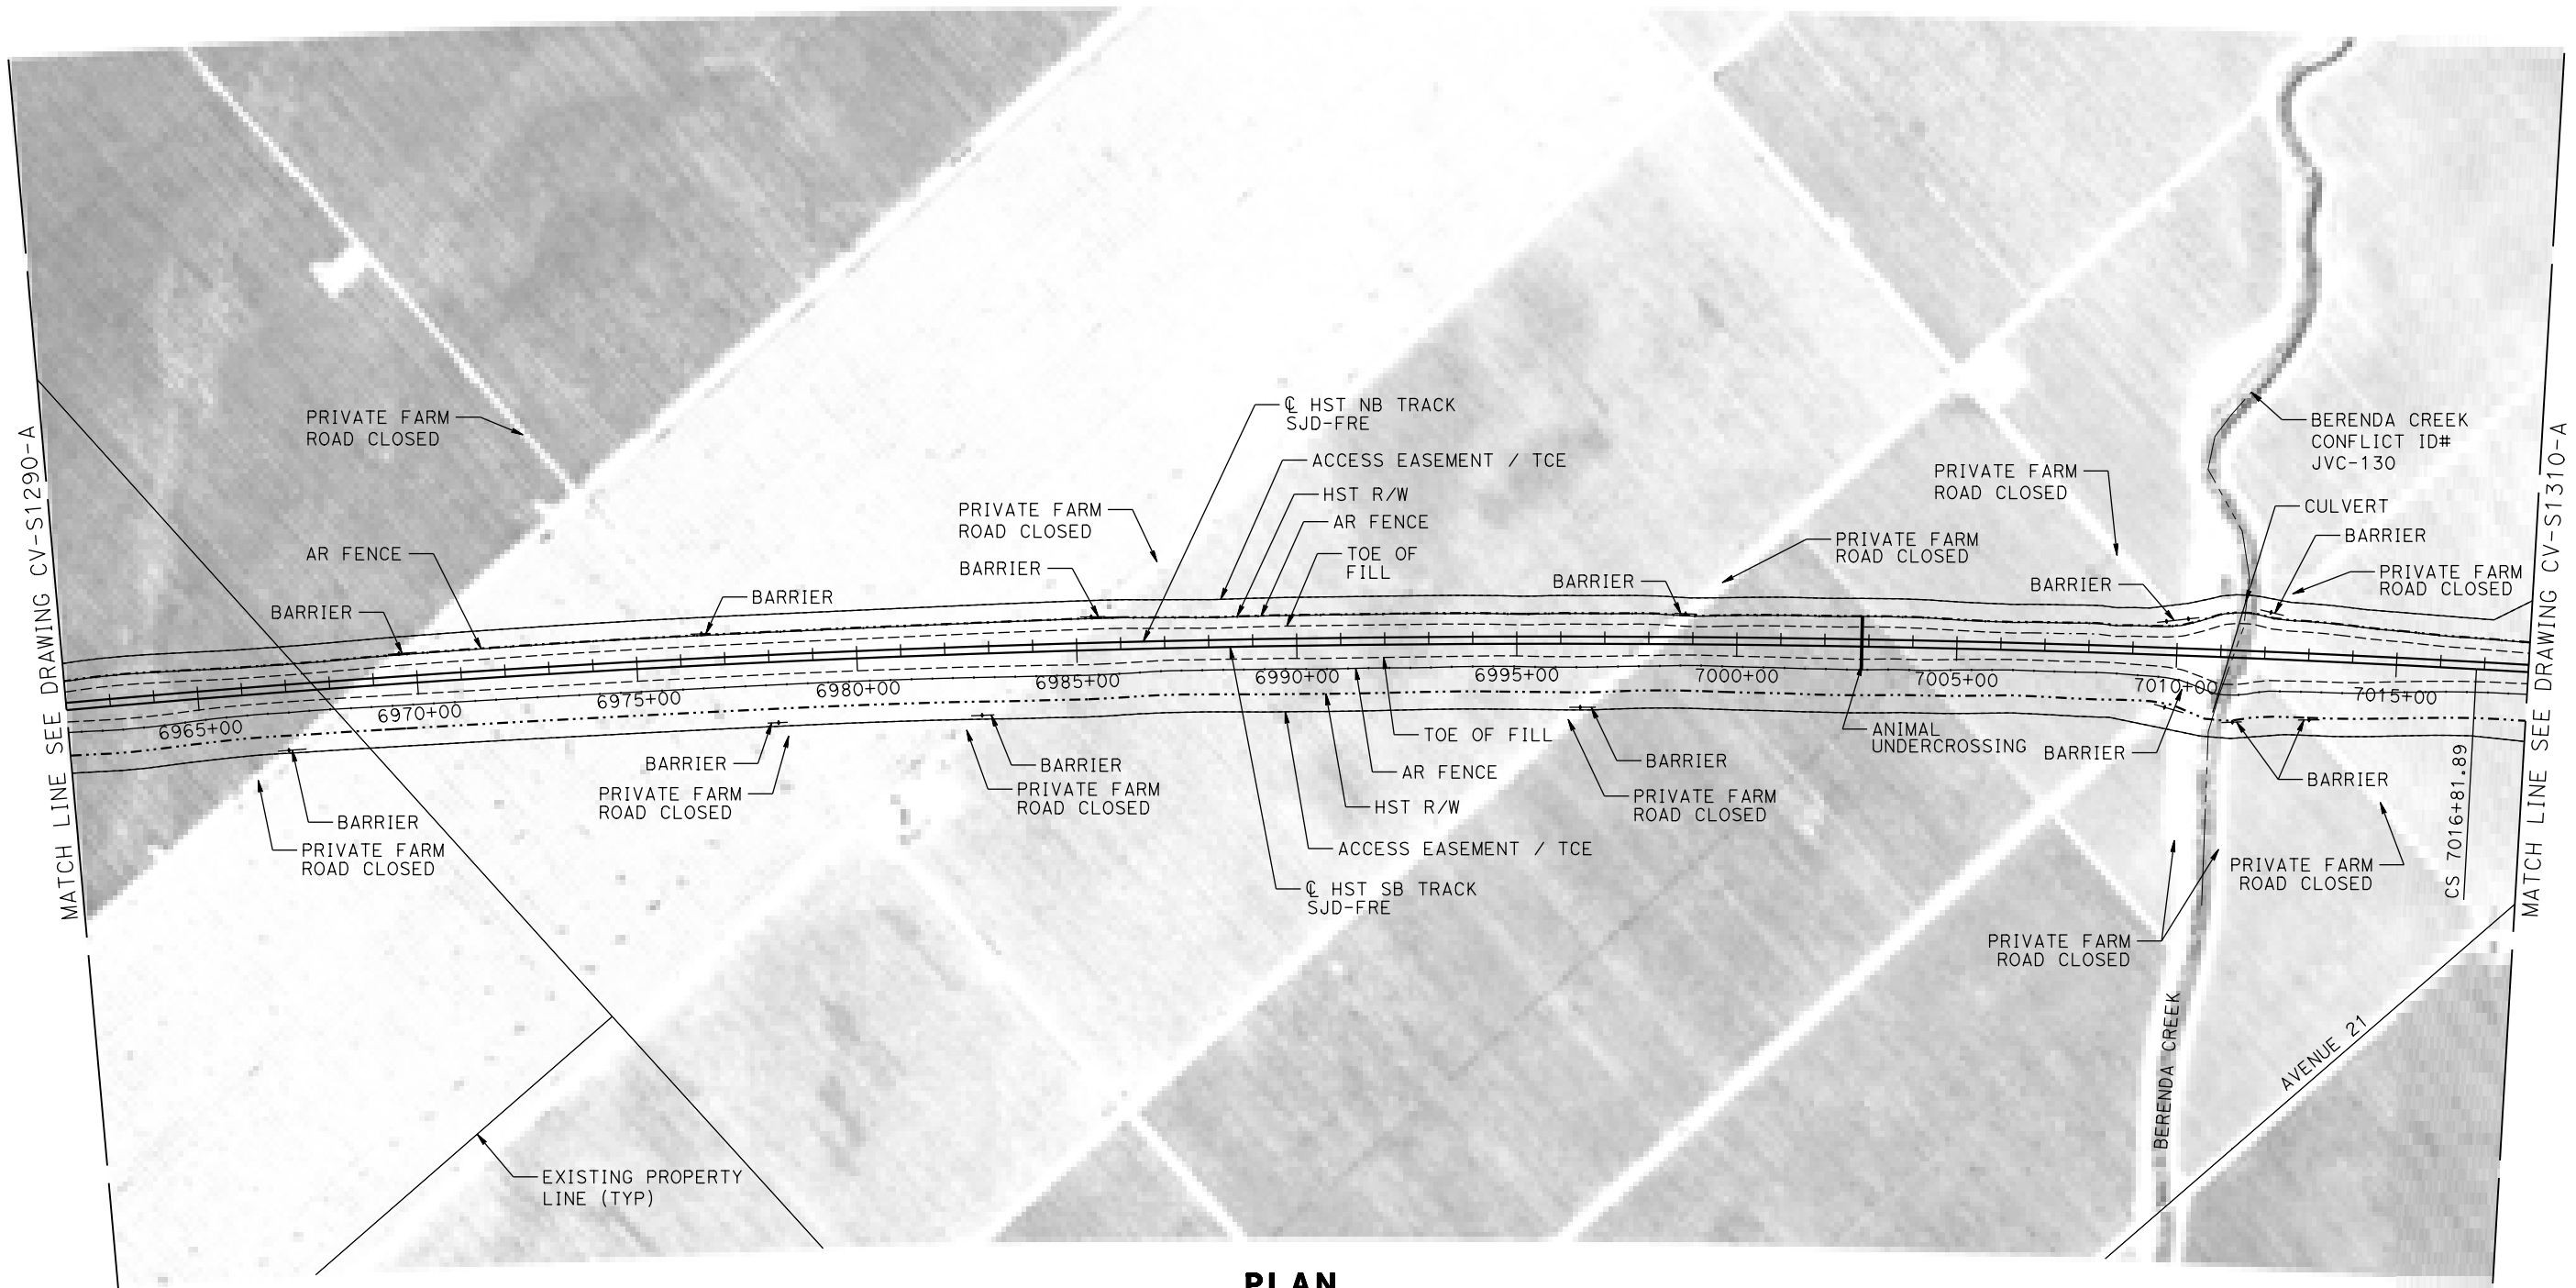 MATCH LINE SEE DRAWING CV-S1290-A
PRIVATE FARM
ROAD CLOSED
AR FENCE
BARRIER
BARRIER
PRIVATE FARM
ROAD CLOSED
BARRIER
℄ HST NB TRACK
SJD-FRE
ACCESS EASEMENT / TCE
HST R/W
AR FENCE
TOE OF
FILL
BARRIER
PRIVATE FARM
ROAD CLOSED
PRIVATE FARM
ROAD CLOSED
BARRIER
BERENDA CREEK
CONFLICT ID#
JVC-130
CULVERT
BARRIER
PRIVATE FARM
ROAD CLOSED
MATCH LINE SEE DRAWING CV-S1310-A
6965+00
6970+00
6975+00
6980+00
6985+00
6990+00
6995+00
7000+00
7005+00
7010+00
7015+00
BARRIER
PRIVATE FARM
ROAD CLOSED
BARRIER
PRIVATE FARM
ROAD CLOSED
BARRIER
PRIVATE FARM
ROAD CLOSED
TOE OF FILL
AR FENCE
HST R/W
ACCESS EASEMENT / TCE
℄ HST SB TRACK
SJD-FRE
BARRIER
PRIVATE FARM
ROAD CLOSED
ANIMAL
UNDERCROSSING
BARRIER
BARRIER
PRIVATE FARM
ROAD CLOSED
CS 7016+81.89
PRIVATE FARM
ROAD CLOSED
BERENDA CREEK
AVENUE 21
EXISTING PROPERTY
LINE (TYP)
PLAN